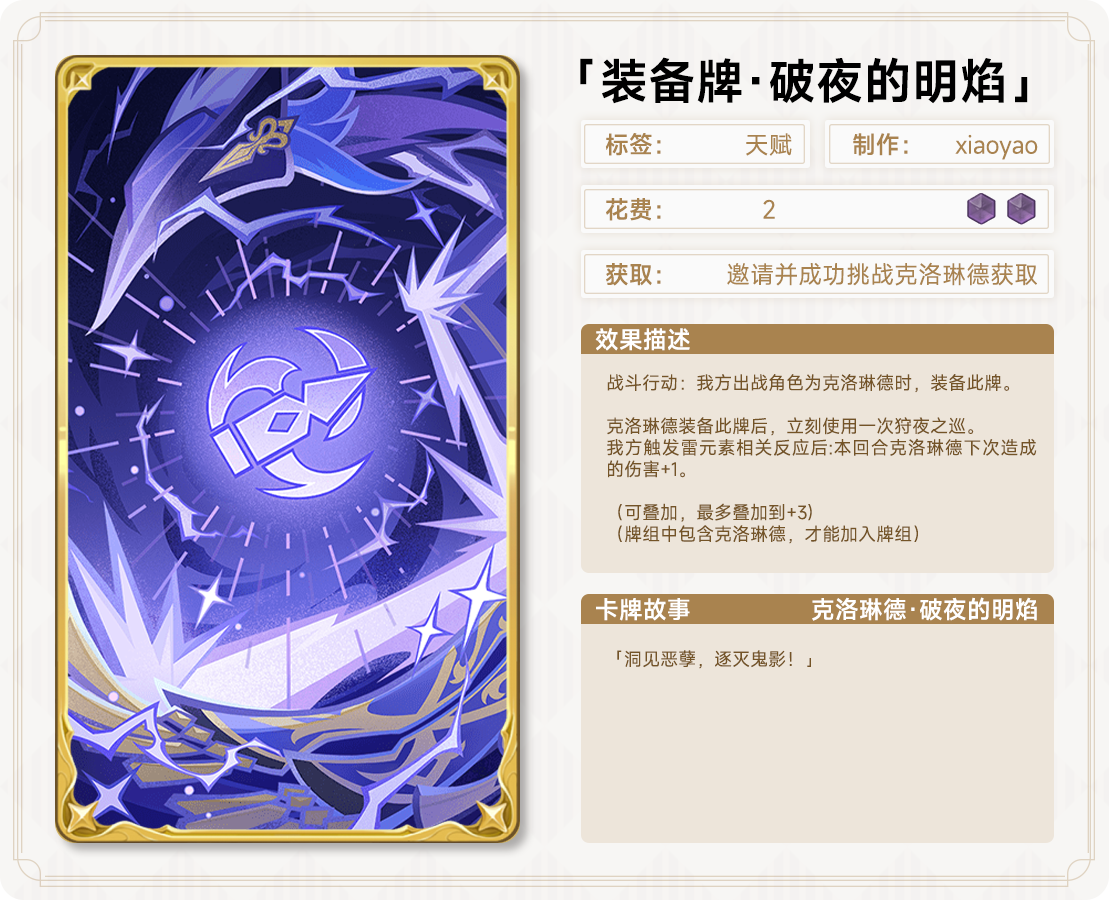 「装备牌·破夜的明焰」
标签： 天赋
制作： xiaoyao
花费： 2
获取： 邀请并成功挑战克洛琳德获取
效果描述
战斗行动：我方出战角色为克洛琳德时，装备此牌。
克洛琳德装备此牌后，立刻使用一次狩夜之巡。
我方触发雷元素相关反应后:本回合克洛琳德下次造成
的伤害+1。
（可叠加，最多叠加到+3）
（牌组中包含克洛琳德，才能加入牌组）
卡牌故事 克洛琳德·破夜的明焰
「洞见恶孽，逐灭鬼影！」